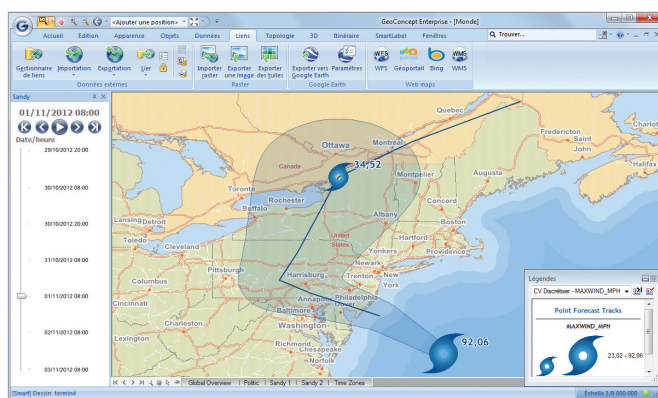 <Ajouter une position>
GeoConcept Enterprise - [Monde]
Accueil Edition Apparence Objets Données Liens Topologie 3D Itinéraire SmartLabel Fenêtres Trouver...
Gestionnaire de liens Importation Exportation Lier Importer raster Exporter une image Exporter des tuiles Exporter vers Google Earth Paramètres WFS Géoportail Bing WMS
Données externes Raster Google Earth Web maps
Sandy
01/11/2012 08:00
Date/heure
29/10/2012 20:00
30/10/2012 08:00
30/10/2012 20:00
31/10/2012 08:00
01/11/2012 08:00
02/11/2012 08:00
03/11/2012 08:00
Quebec
Ottawa
Montreal
Fredericton
Saint John
Charlot
Halifax
Canada
34,52
Montpelier
Augusta
Toronto
Rochester
Buffalo
Concord
Boston
Albany
Lansing
Detroit
Toledo
Cleveland
United States
Hartford
Providence
Yonkers
Newark
New York
Pittsburgh
Harrisburg
Trenton
Columbus
Philadelphia
Annapolis
Dover
Baltimore
Cincinnati
Washington
Charleston
Lexington
Richmond
Chesapeake
Norfolk
92,06
Légendes
CV Discrétiser - MAXWIND_MPH
Point Forecast Tracks
MAXWIND_MPH
23,02 - 92,06
Global Overview Politic Sandy 1 Sandy 2 Time Zones
[Smart] Dessin terminé
Échelle 1/9 000 000